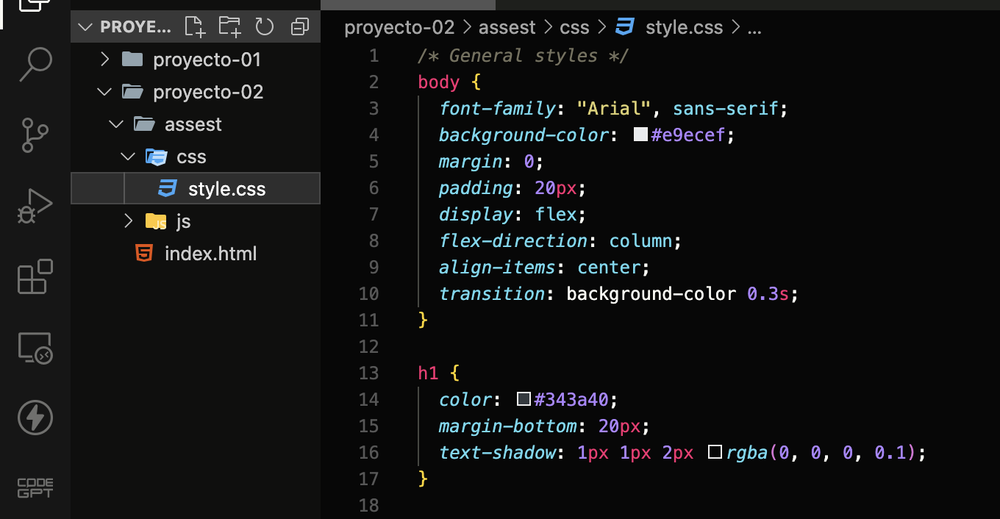 PROYE...
proyecto-01
proyecto-02
assest
css
style.css
JS js
index.html
CODE
GPT
proyecto-02 > assest > css > style.css > ...
1 /* General styles */
2 body {
3 font-family: "Arial", sans-serif;
4 background-color: #e9ecef;
5 margin: 0;
6 padding: 20px;
7 display: flex;
8 flex-direction: column;
9 align-items: center;
10 transition: background-color 0.3s;
11 }
12
13 h1 {
14 color: #343a40;
15 margin-bottom: 20px;
16 text-shadow: 1px 1px 2px rgba(0, 0, 0, 0.1);
17 }
18